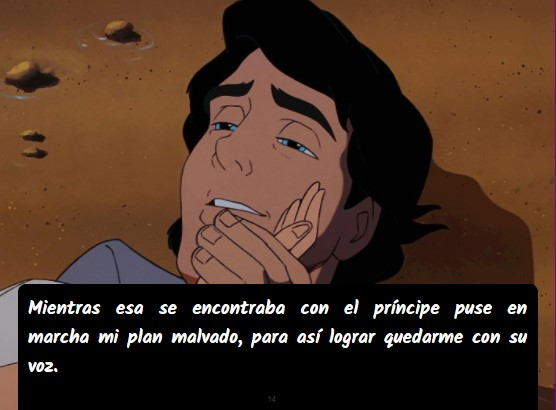 Mientras esa se encontraba con el príncipe puse en
marcha mi plan malvado, para así lograr quedarme con su
voz.
14